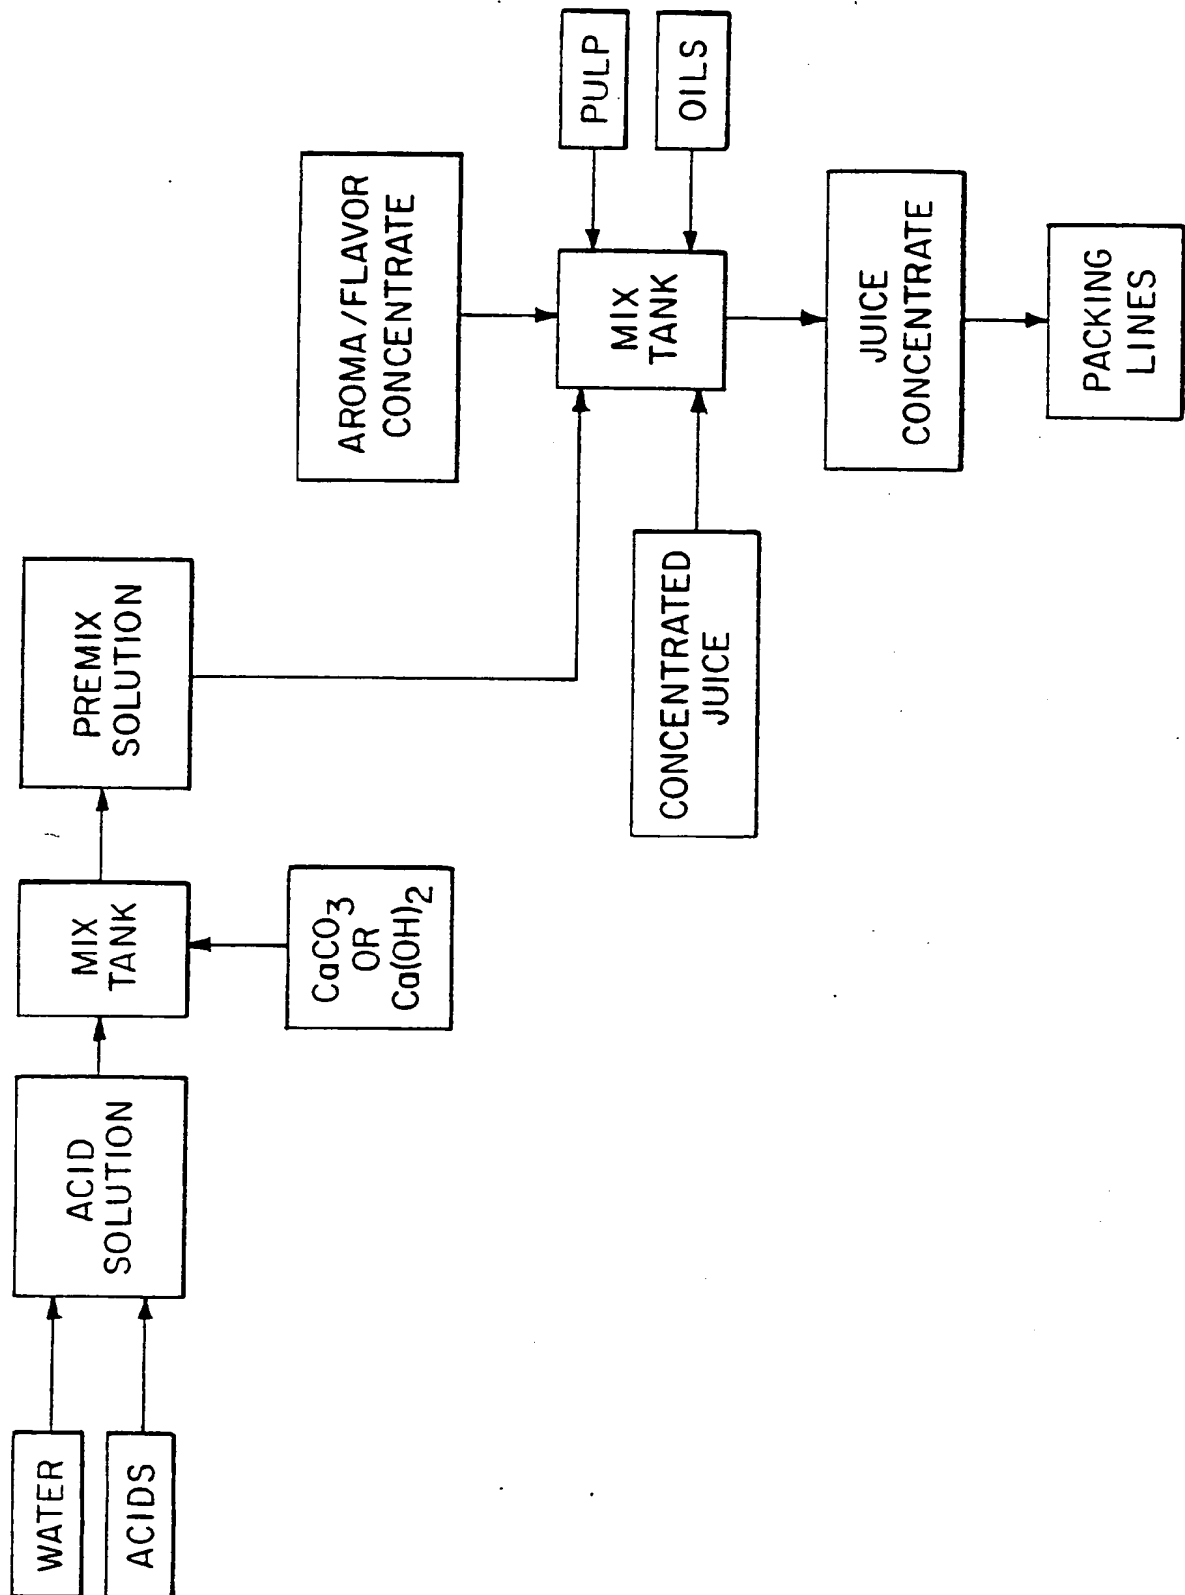 WATER
ACIDS
ACID
SOLUTION
MIX
TANK
CaCO3
OR
Ca(OH)2
PREMIX
SOLUTION
AROMA/FLAVOR
CONCENTRATE
CONCENTRATED
JUICE
MIX
TANK
PULP
OILS
JUICE
CONCENTRATE
PACKING
LINES